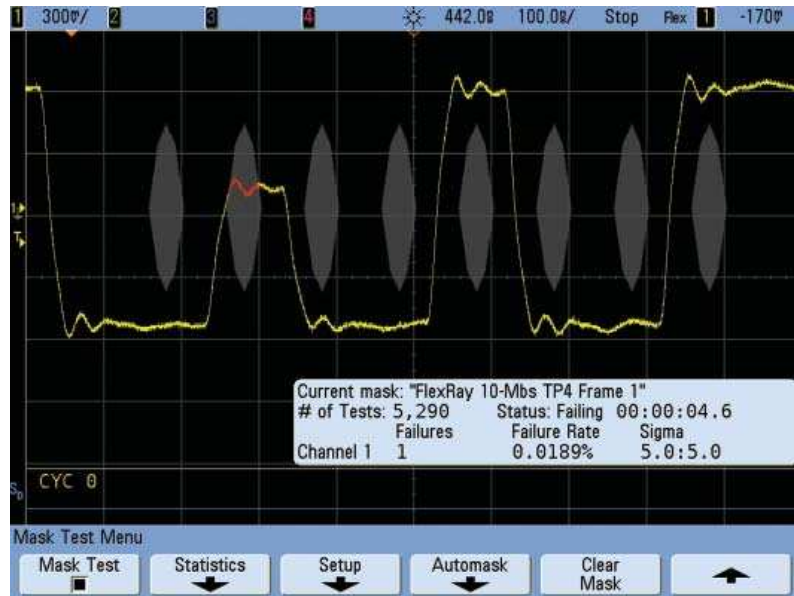 1 300mV/ 2 3 4 442.0s 100.0s/ Stop Flex 1 -170V
1
T
Current mask: "FlexRay 10-Mbs TP4 Frame 1"
# of Tests: 5,290 Status: Failing 00:00:04.6
Failures Failure Rate Sigma
Channel 1 1 0.0189% 5.0:5.0
CYC 0
S0
Mask Test Menu
Mask Test Statistics Setup Automask Clear Mask